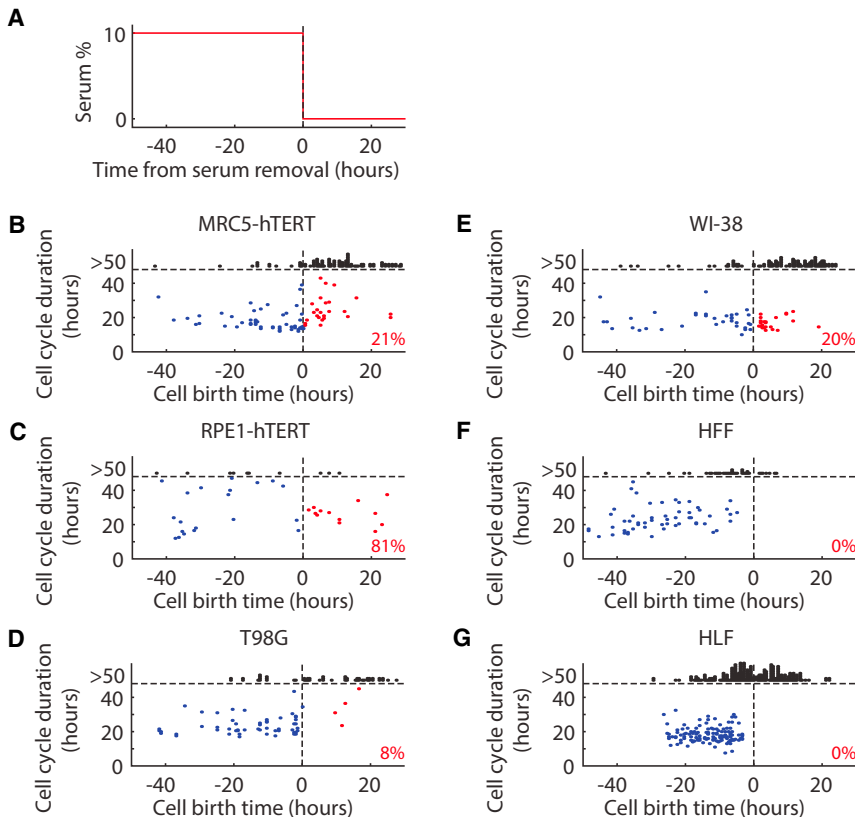 A
Serum %
10
0
-40 -20 0 20
Time from serum removal (hours)
B
MRC5-hTERT
Cell cycle duration
(hours)
>50
40
20
0
21%
-40 -20 0 20
Cell birth time (hours)
C
RPE1-hTERT
Cell cycle duration
(hours)
>50
40
20
0
81%
-40 -20 0 20
Cell birth time (hours)
D
T98G
Cell cycle duration
(hours)
>50
40
20
0
8%
-40 -20 0 20
Cell birth time (hours)
E
WI-38
Cell cycle duration
(hours)
>50
40
20
0
20%
-40 -20 0 20
Cell birth time (hours)
F
HFF
Cell cycle duration
(hours)
>50
40
20
0
0%
-40 -20 0 20
Cell birth time (hours)
G
HLF
Cell cycle duration
(hours)
>50
40
20
0
0%
-40 -20 0 20
Cell birth time (hours)